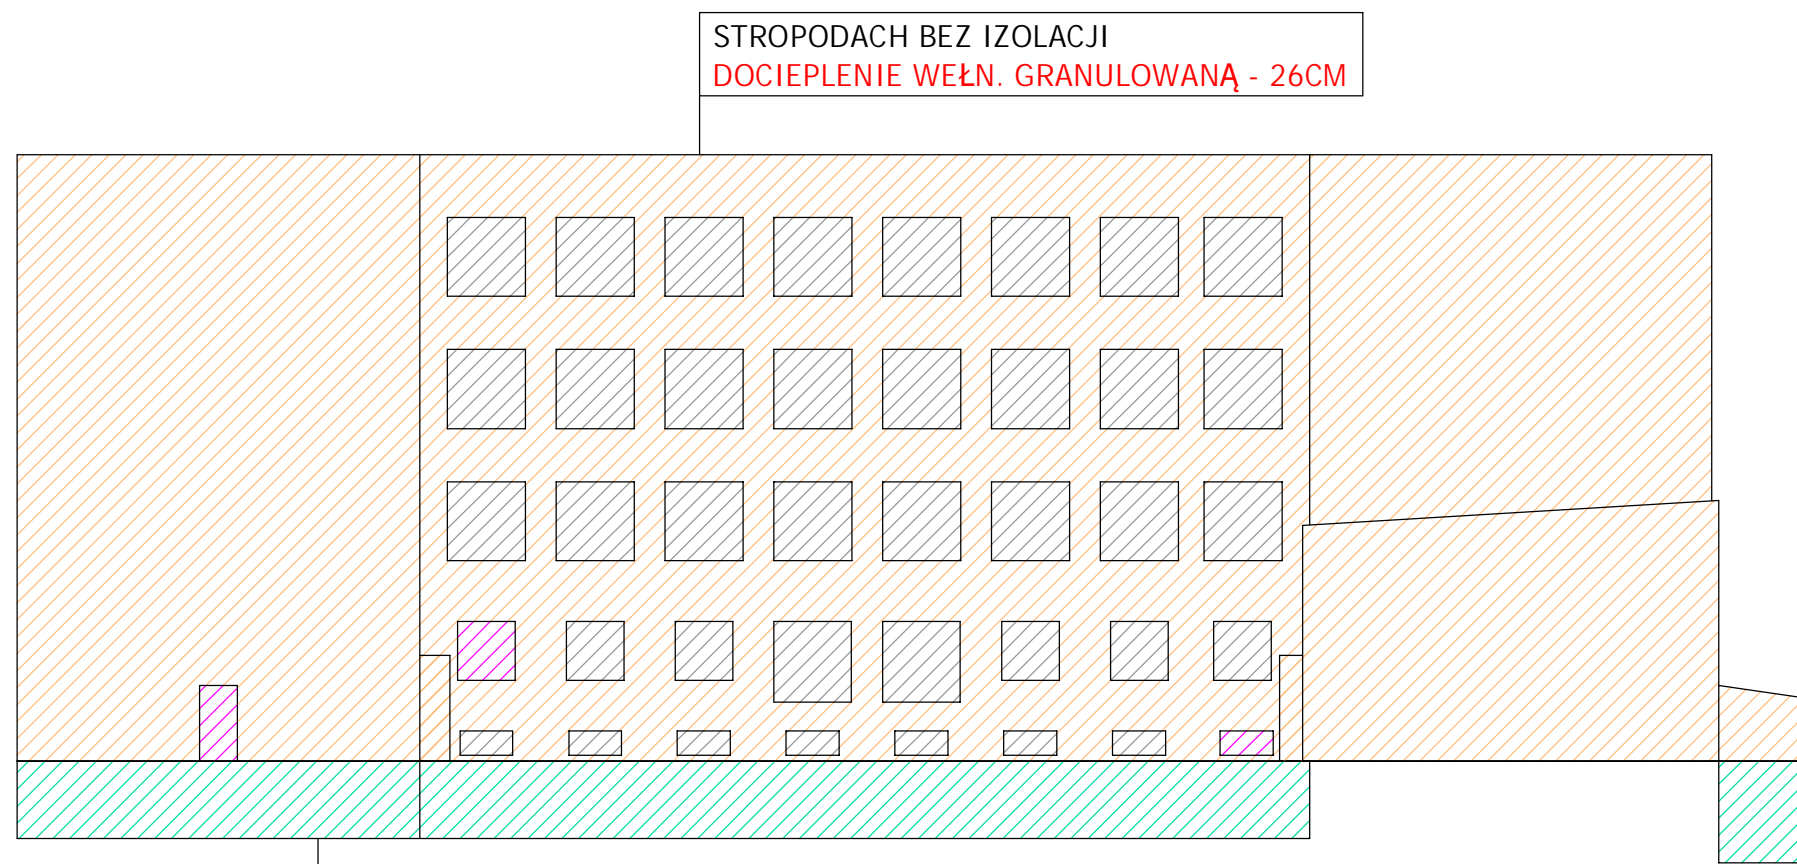 STROPODACH BEZ IZOLACJI
DOCIEPLENIE WEŁN. GRANULOWANĄ - 26CM